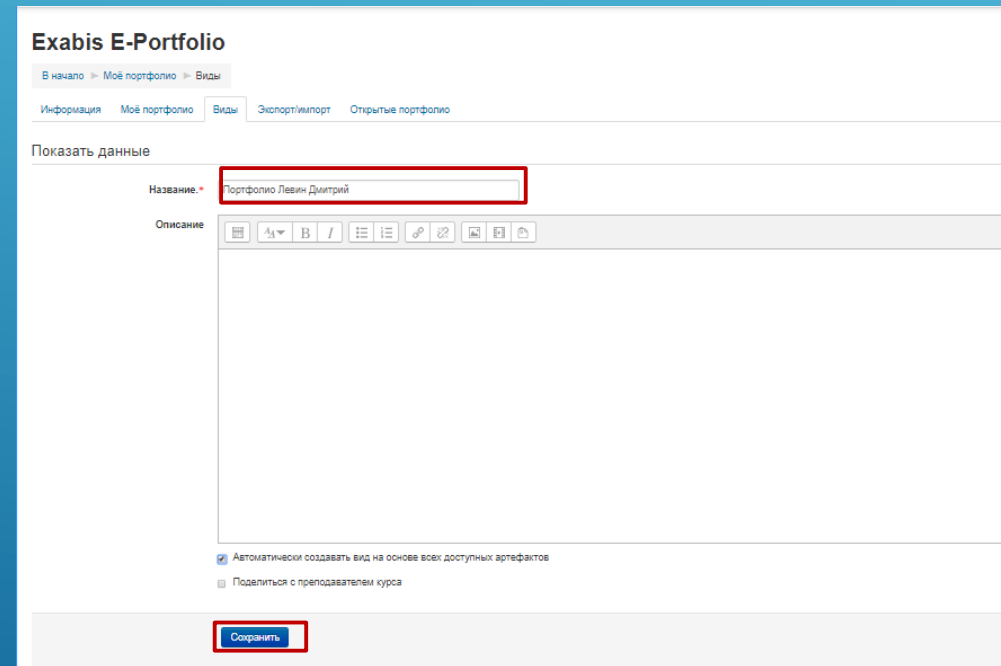 Exabis E-Portfolio
В начало ► Моё портфолио ► Виды
Информация Моё портфолио Виды Экспорт/импорт Открытые портфолио
Показать данные
Название.* Портфолио Левин Дмитрий
Описание
B I
Автоматически создавать вид на основе всех доступных артефактов
Поделиться с преподавателем курса
Сохранить